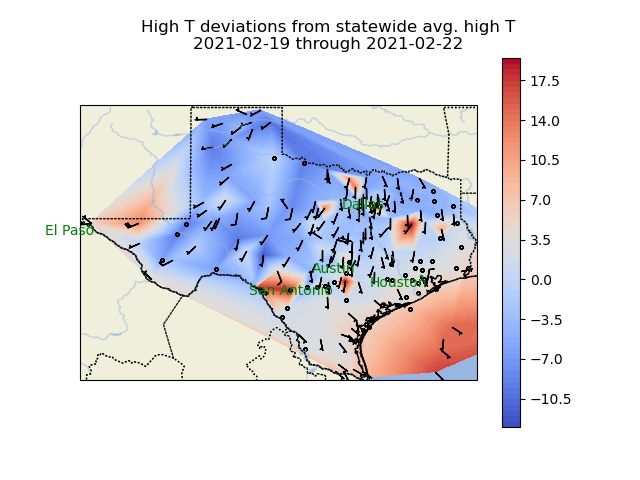 High T deviations from statewide avg. high T
2021-02-19 through 2021-02-22
17.5
14.0
10.5
7.0
3.5
0.0
−3.5
−7.0
−10.5
El Paso
Dallas
Austin
San Antonio
Houston